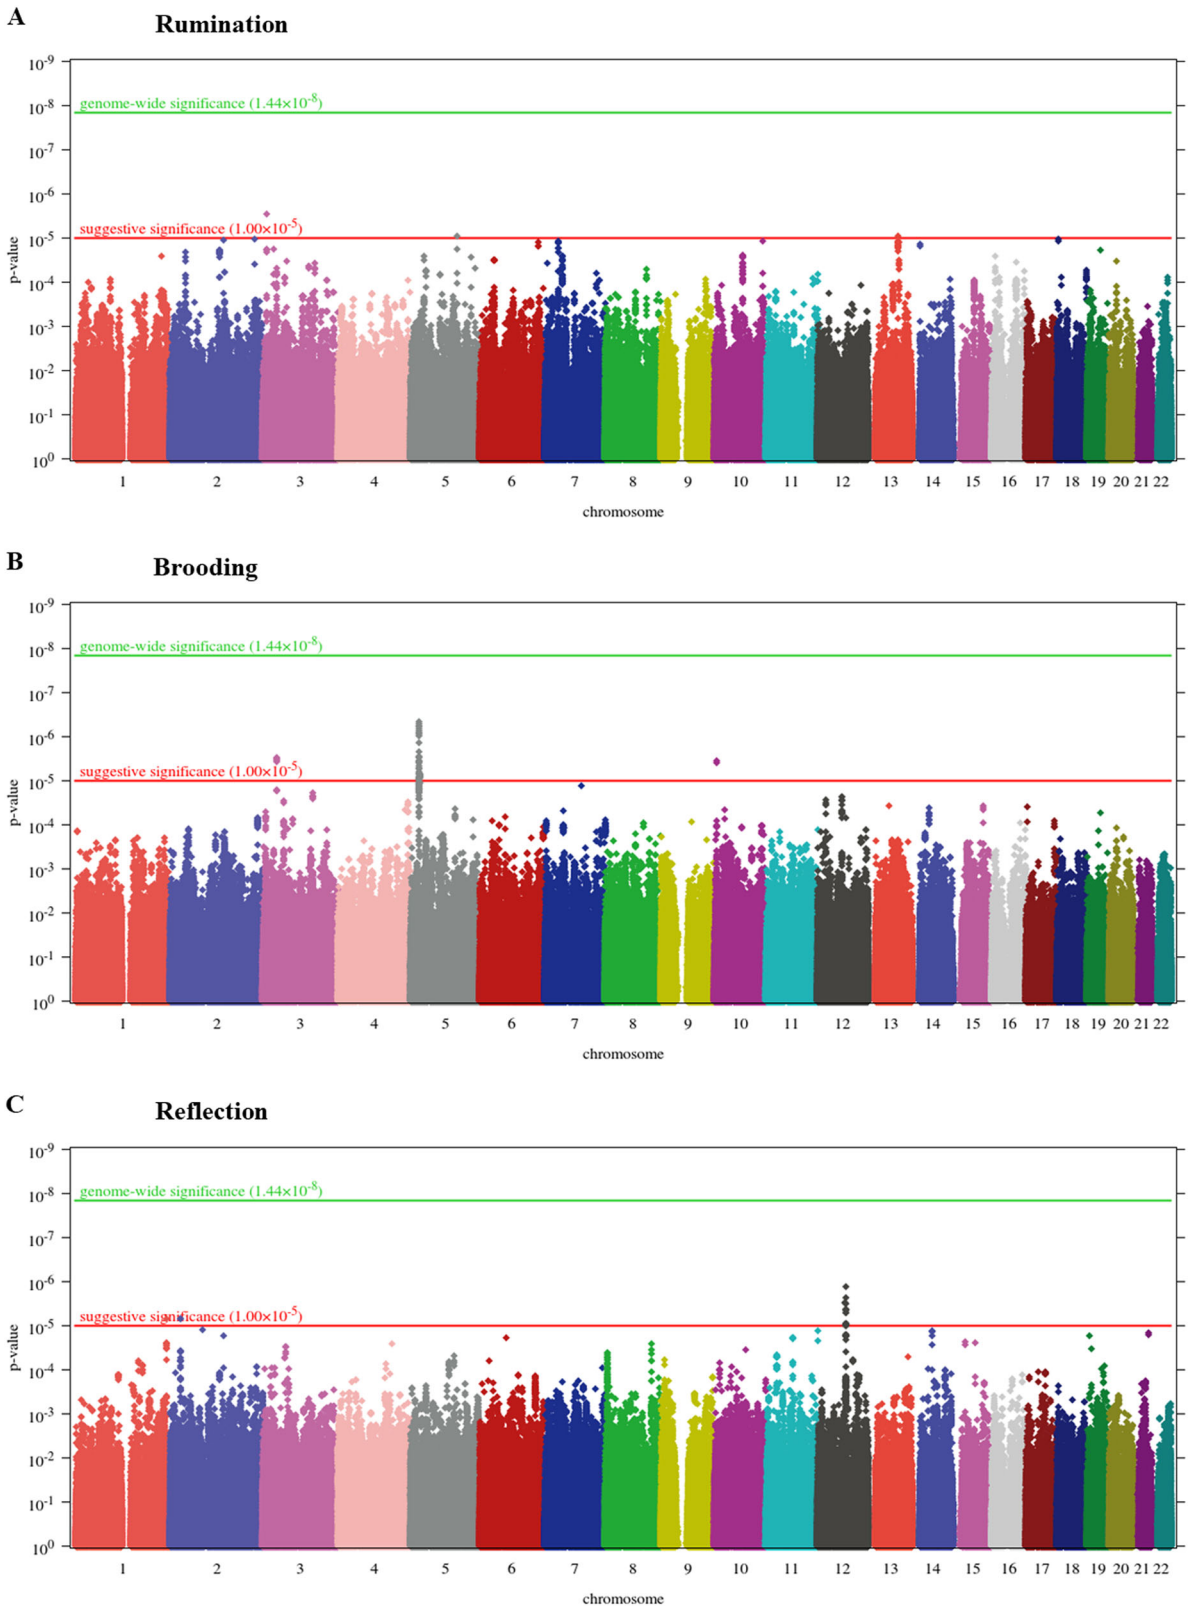 A
Rumination
10⁻⁹
genome-wide significance (1.44×10⁻⁸)
10⁻⁸
10⁻⁷
10⁻⁶
suggestive significance (1.00×10⁻⁵)
10⁻⁵
p-value
10⁻⁴
10⁻³
10⁻²
10⁻¹
10⁰
1 2 3 4 5 6 7 8 9 10 11 12 13 14 15 16 17 18 19 20 21 22
chromosome
B
Brooding
10⁻⁹
genome-wide significance (1.44×10⁻⁸)
10⁻⁸
10⁻⁷
10⁻⁶
suggestive significance (1.00×10⁻⁵)
10⁻⁵
p-value
10⁻⁴
10⁻³
10⁻²
10⁻¹
10⁰
1 2 3 4 5 6 7 8 9 10 11 12 13 14 15 16 17 18 19 20 21 22
chromosome
C
Reflection
10⁻⁹
genome-wide significance (1.44×10⁻⁸)
10⁻⁸
10⁻⁷
10⁻⁶
suggestive significance (1.00×10⁻⁵)
10⁻⁵
p-value
10⁻⁴
10⁻³
10⁻²
10⁻¹
10⁰
1 2 3 4 5 6 7 8 9 10 11 12 13 14 15 16 17 18 19 20 21 22
chromosome